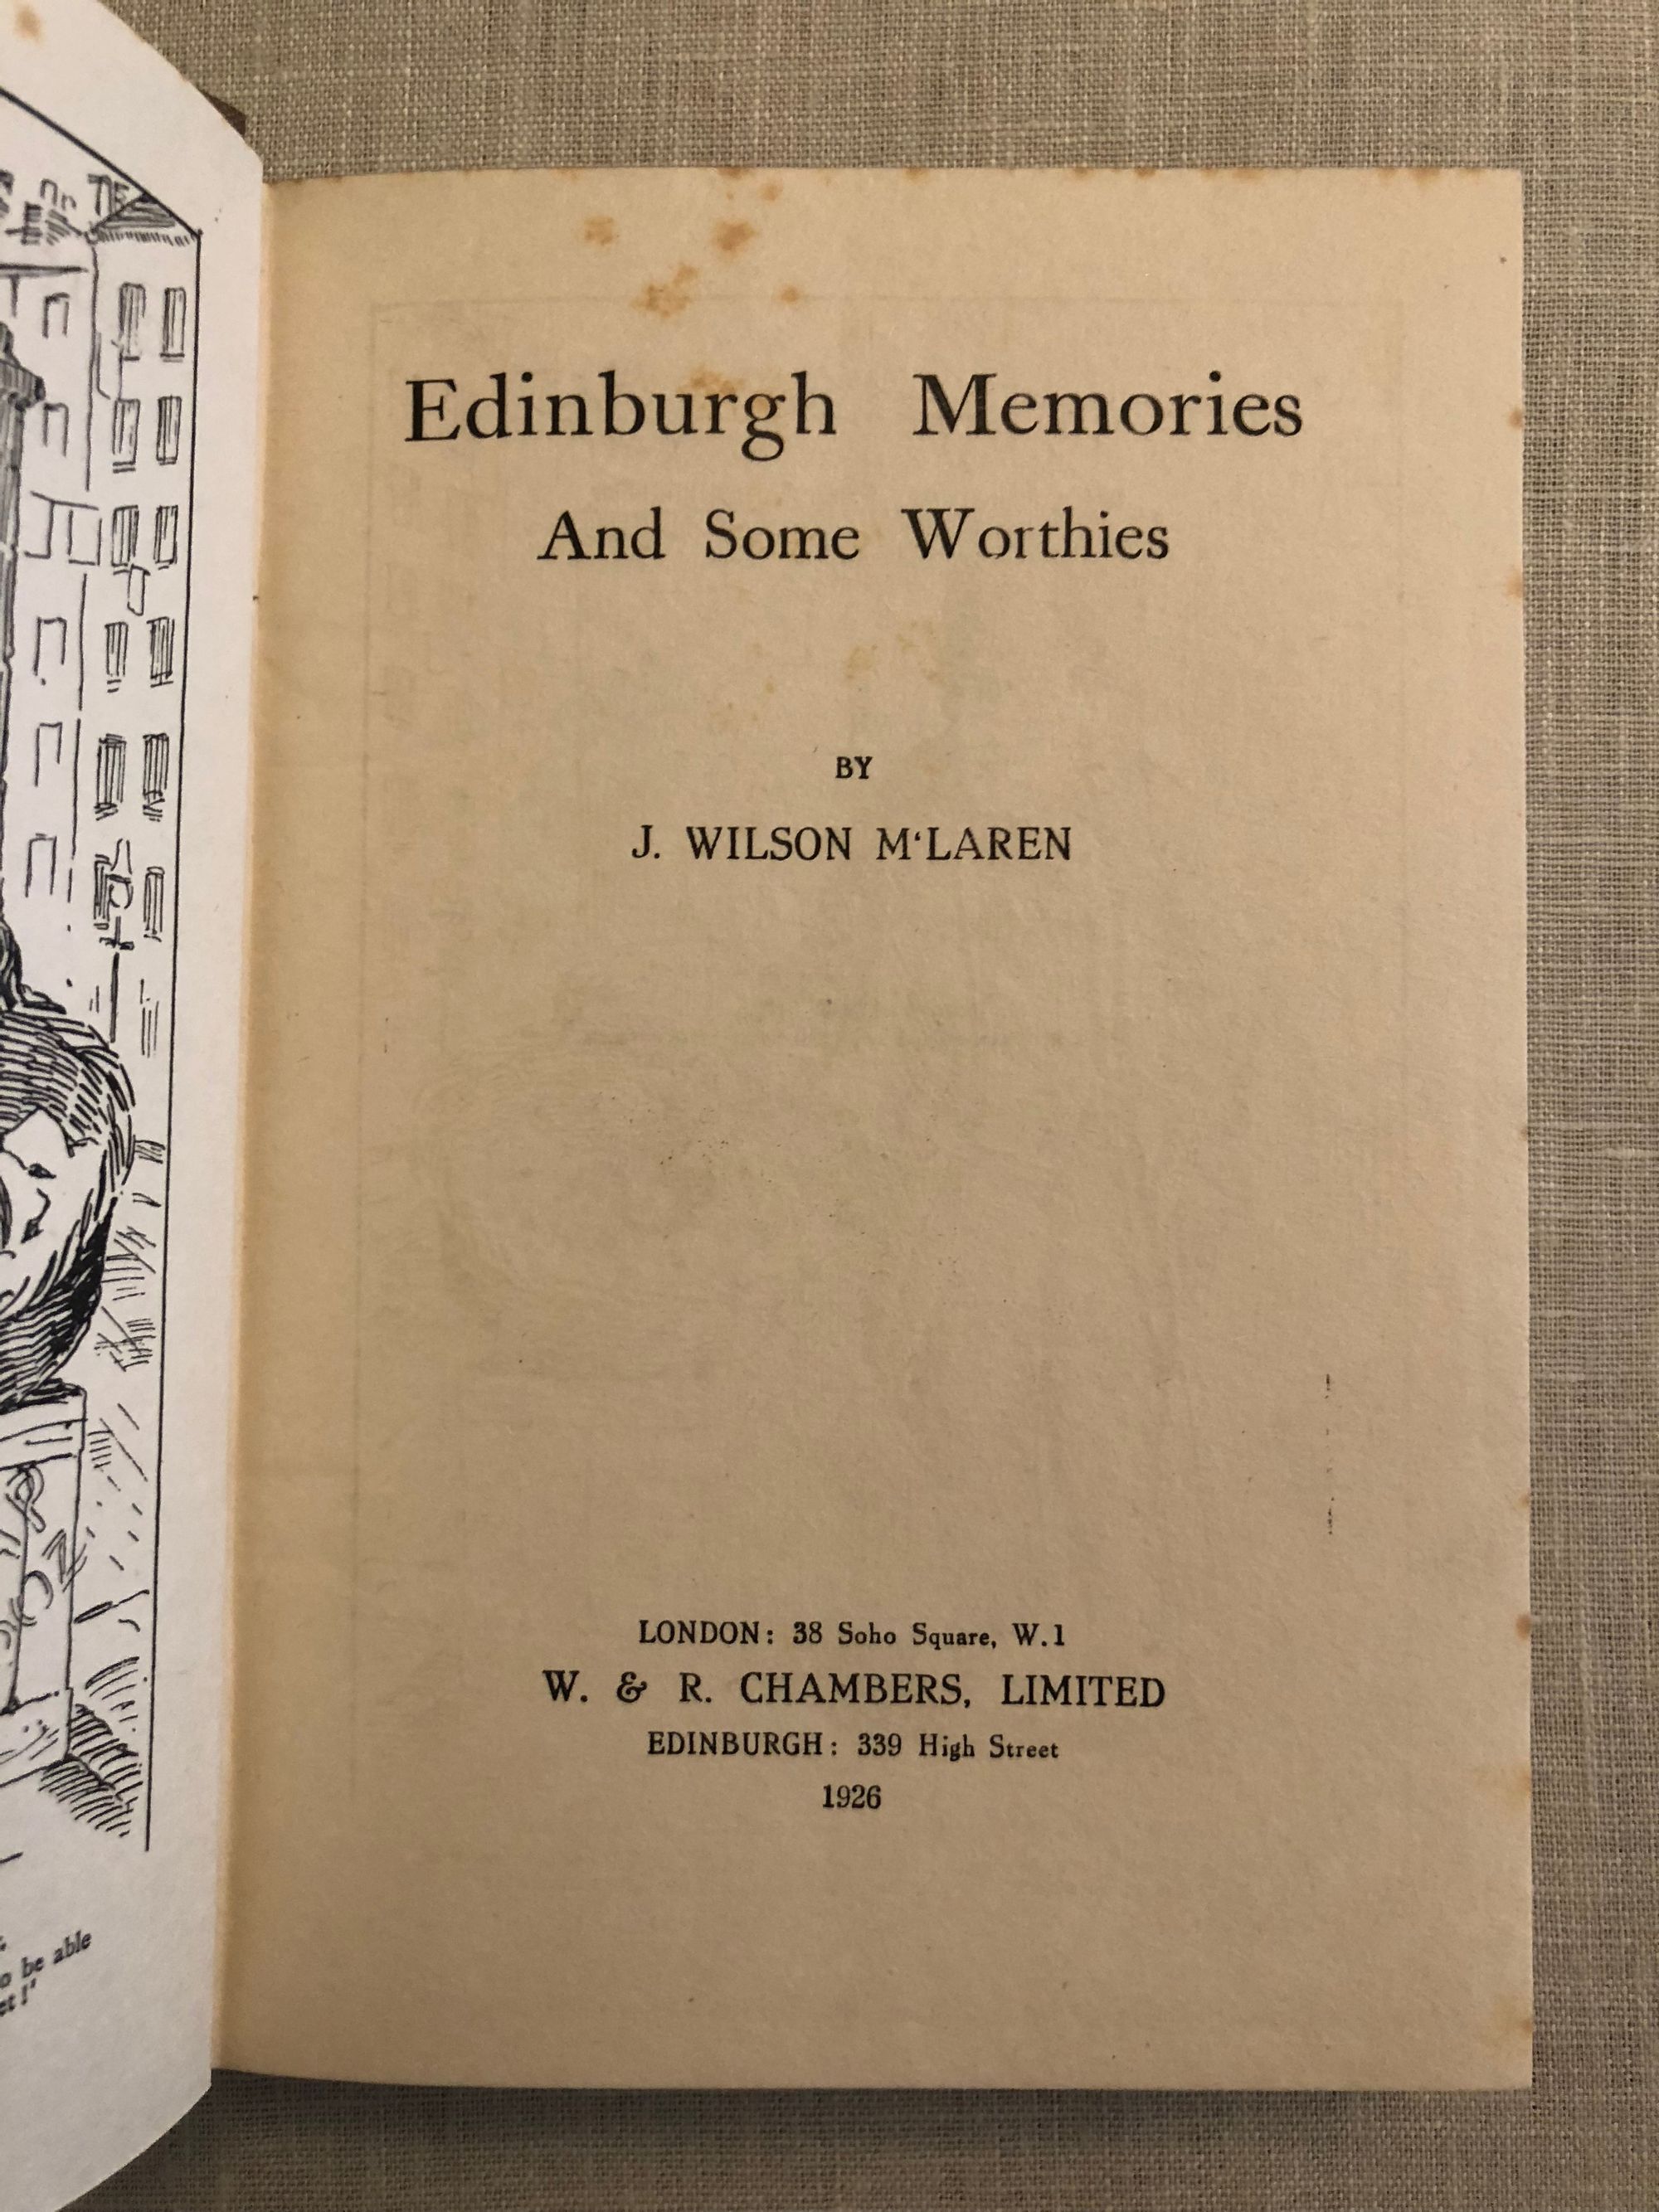 Edinburgh Memories
And Some Worthies
BY
J. WILSON M‘LAREN
LONDON: 38 Soho Square, W.1
W. & R. CHAMBERS, LIMITED
EDINBURGH: 339 High Street
1926
be able